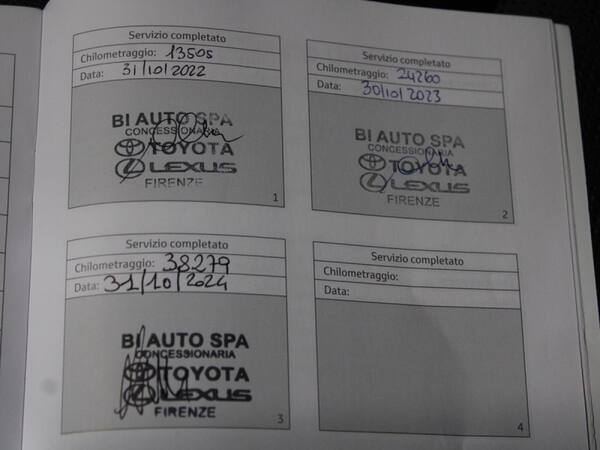 Servizio completato
Chilometraggio: 13505
Data: 31/10/2022
BI AUTO SPA
CONCESSIONARIA
TOYOTA
LEXUS
FIRENZE
1
Servizio completato
Chilometraggio: 24260
Data: 30/10/2023
BI AUTO SPA
CONCESSIONARIA
TOYOTA
LEXUS
FIRENZE
2
Servizio completato
Chilometraggio: 38279
Data: 31/10/2024
BI AUTO SPA
CONCESSIONARIA
TOYOTA
LEXUS
FIRENZE
3
Servizio completato
Chilometraggio:
Data:
4